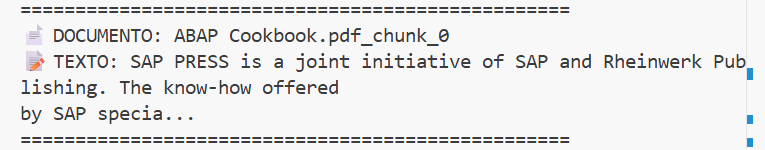 ==================================================
📄 DOCUMENTO: ABAP Cookbook.pdf_chunk_0
📝 TEXTO: SAP PRESS is a joint initiative of SAP and Rheinwerk Pub
lishing. The know-how offered
by SAP specia...
==================================================